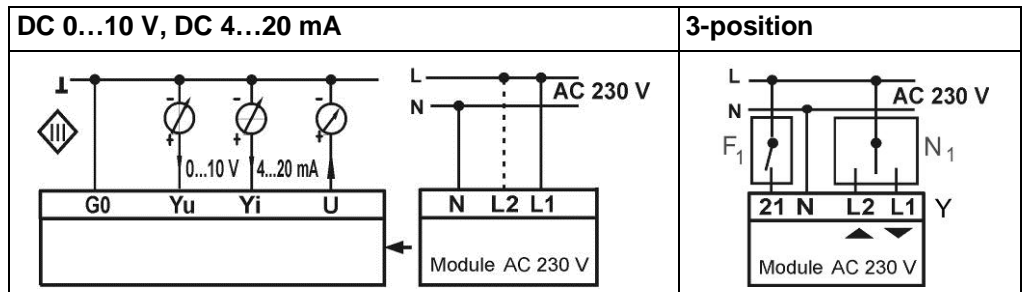 DC 0…10 V, DC 4…20 mA
3-position
L
AC 230 V
N
III
0...10 V
4...20 mA
G0 Yu Yi U
N L2 L1
Module AC 230 V
L
AC 230 V
N
F1
N1
21 N L2 L1 Y
Module AC 230 V